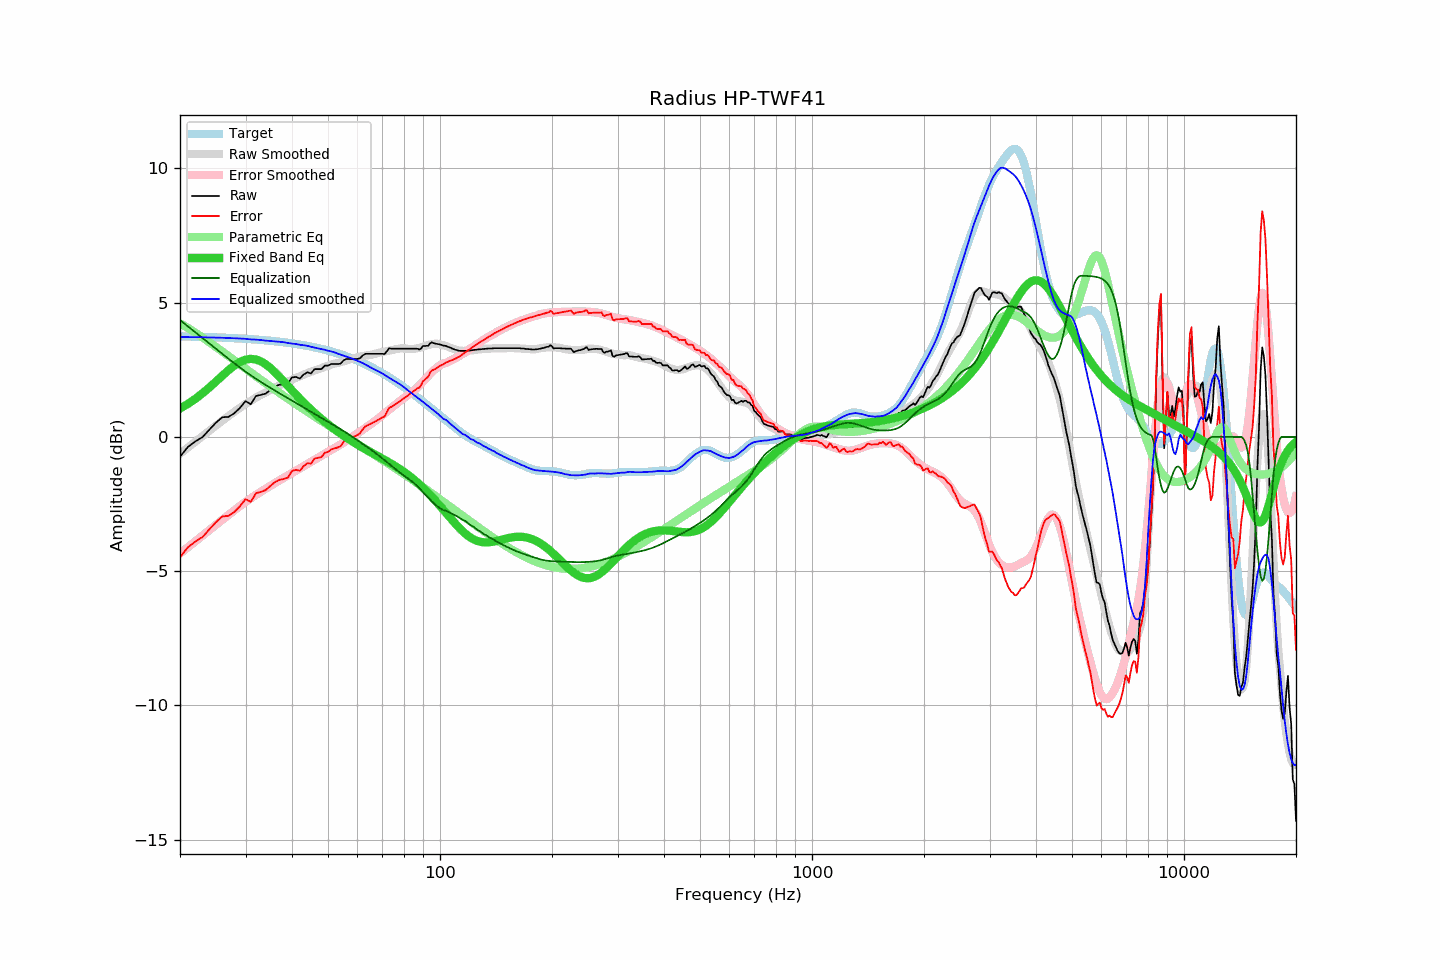 Radius HP-TWF41
Target
Raw Smoothed
Error Smoothed
Raw
Error
Parametric Eq
Fixed Band Eq
Equalization
Equalized smoothed
10
5
0
−5
−10
−15
Amplitude (dBr)
100
1000
10000
Frequency (Hz)